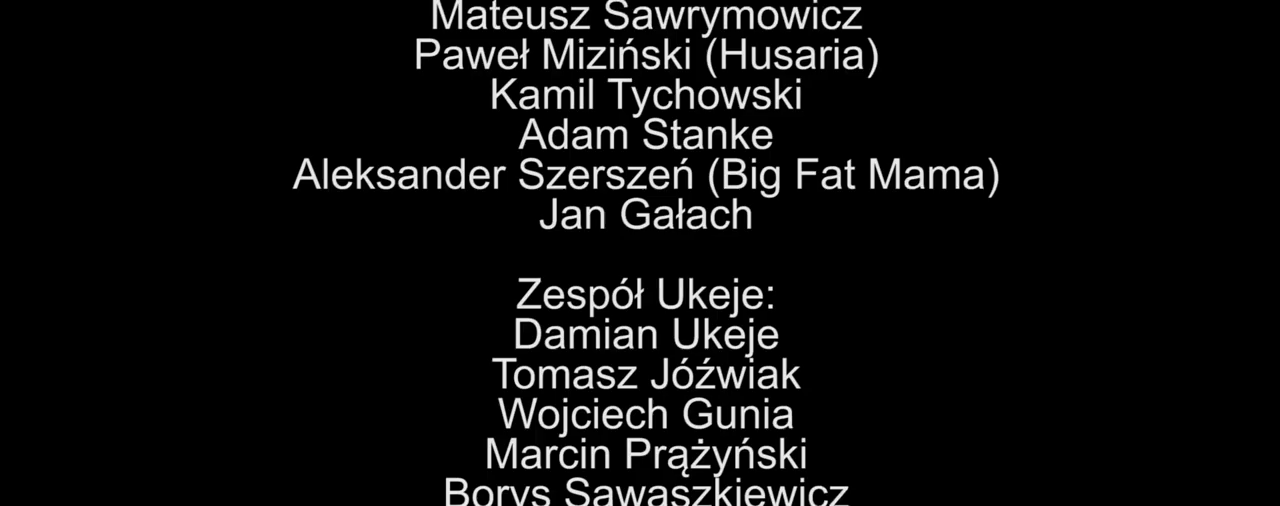 Mateusz Sawrymowicz
Paweł Miziński (Husaria)
Kamil Tychowski
Adam Stanke
Aleksander Szerszeń (Big Fat Mama)
Jan Gałach
Zespół Ukeje:
Damian Ukeje
Tomasz Jóźwiak
Wojciech Gunia
Marcin Prążyński
Borys Sawaszkiewicz